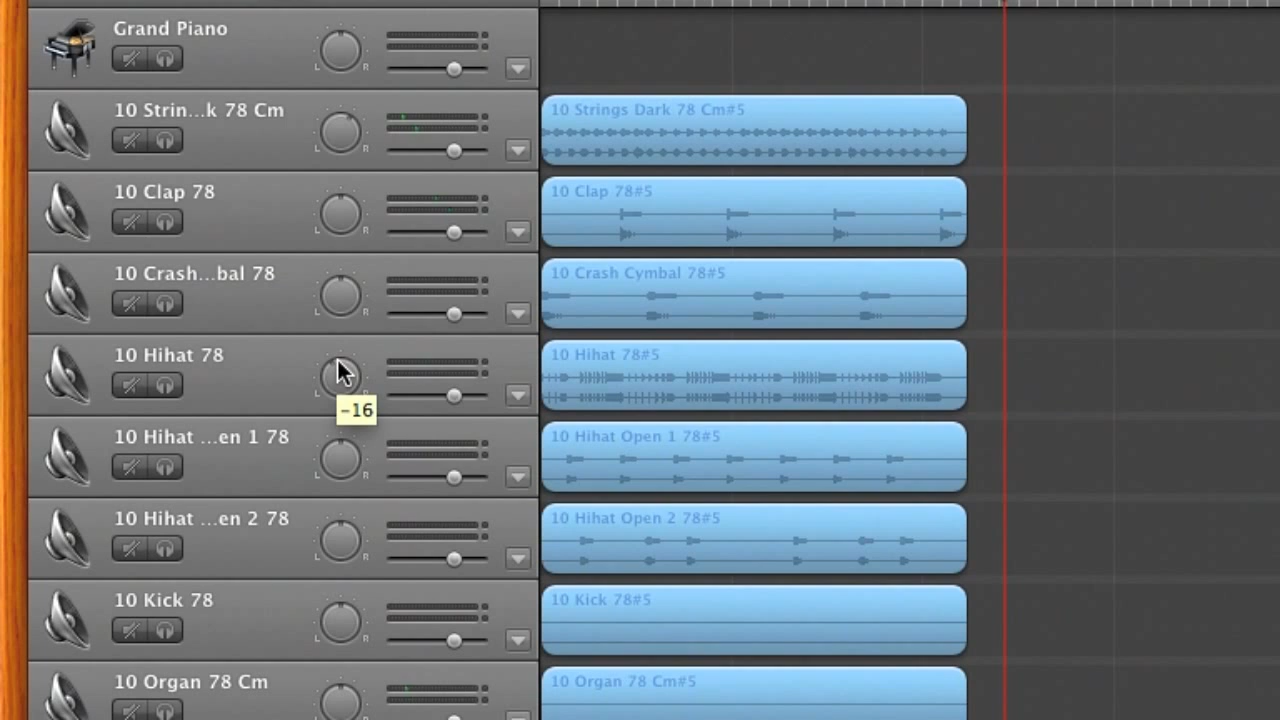 Grand Piano
L R
10 Strin...k 78 Cm
L R
10 Strings Dark 78 Cm#5
10 Clap 78
L R
10 Clap 78#5
10 Crash...bal 78
L R
10 Crash Cymbal 78#5
10 Hihat 78
L R
-16
10 Hihat 78#5
10 Hihat ...en 1 78
L R
10 Hihat Open 1 78#5
10 Hihat ...en 2 78
L R
10 Hihat Open 2 78#5
10 Kick 78
L R
10 Kick 78#5
10 Organ 78 Cm
10 Organ 78 Cm#5